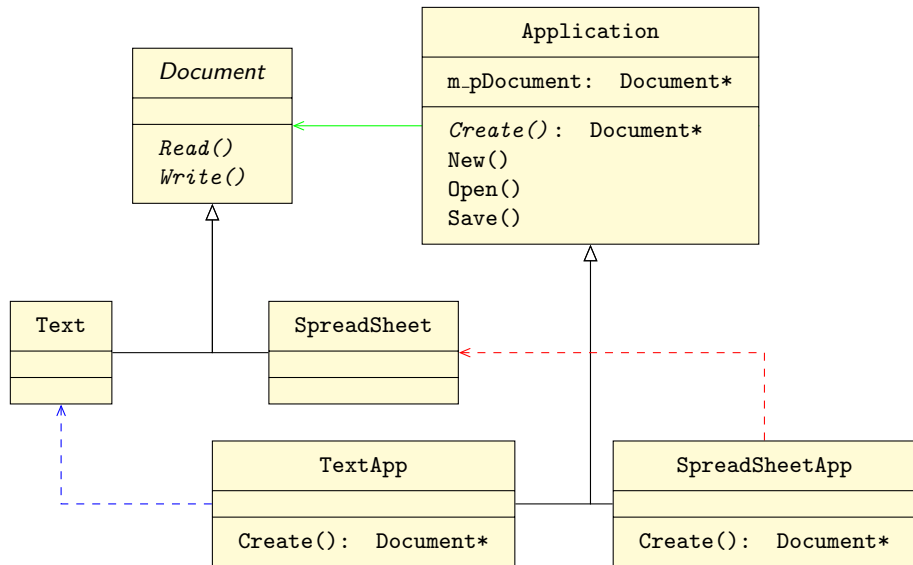 Document
Read()
Write()
Application
m_pDocument: Document*
Create(): Document*
New()
Open()
Save()
Text
SpreadSheet
TextApp
Create(): Document*
SpreadSheetApp
Create(): Document*